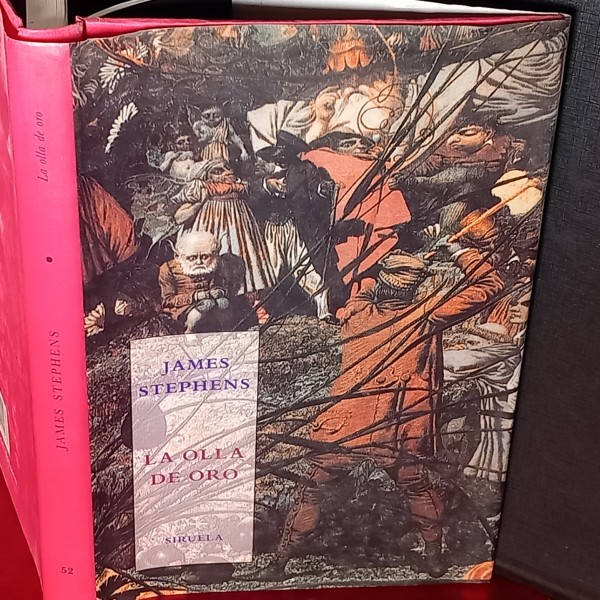 La olla de oro
JAMES STEPHENS
52
JAMES
STEPHENS
LA OLLA
DE ORO
SIRUELA